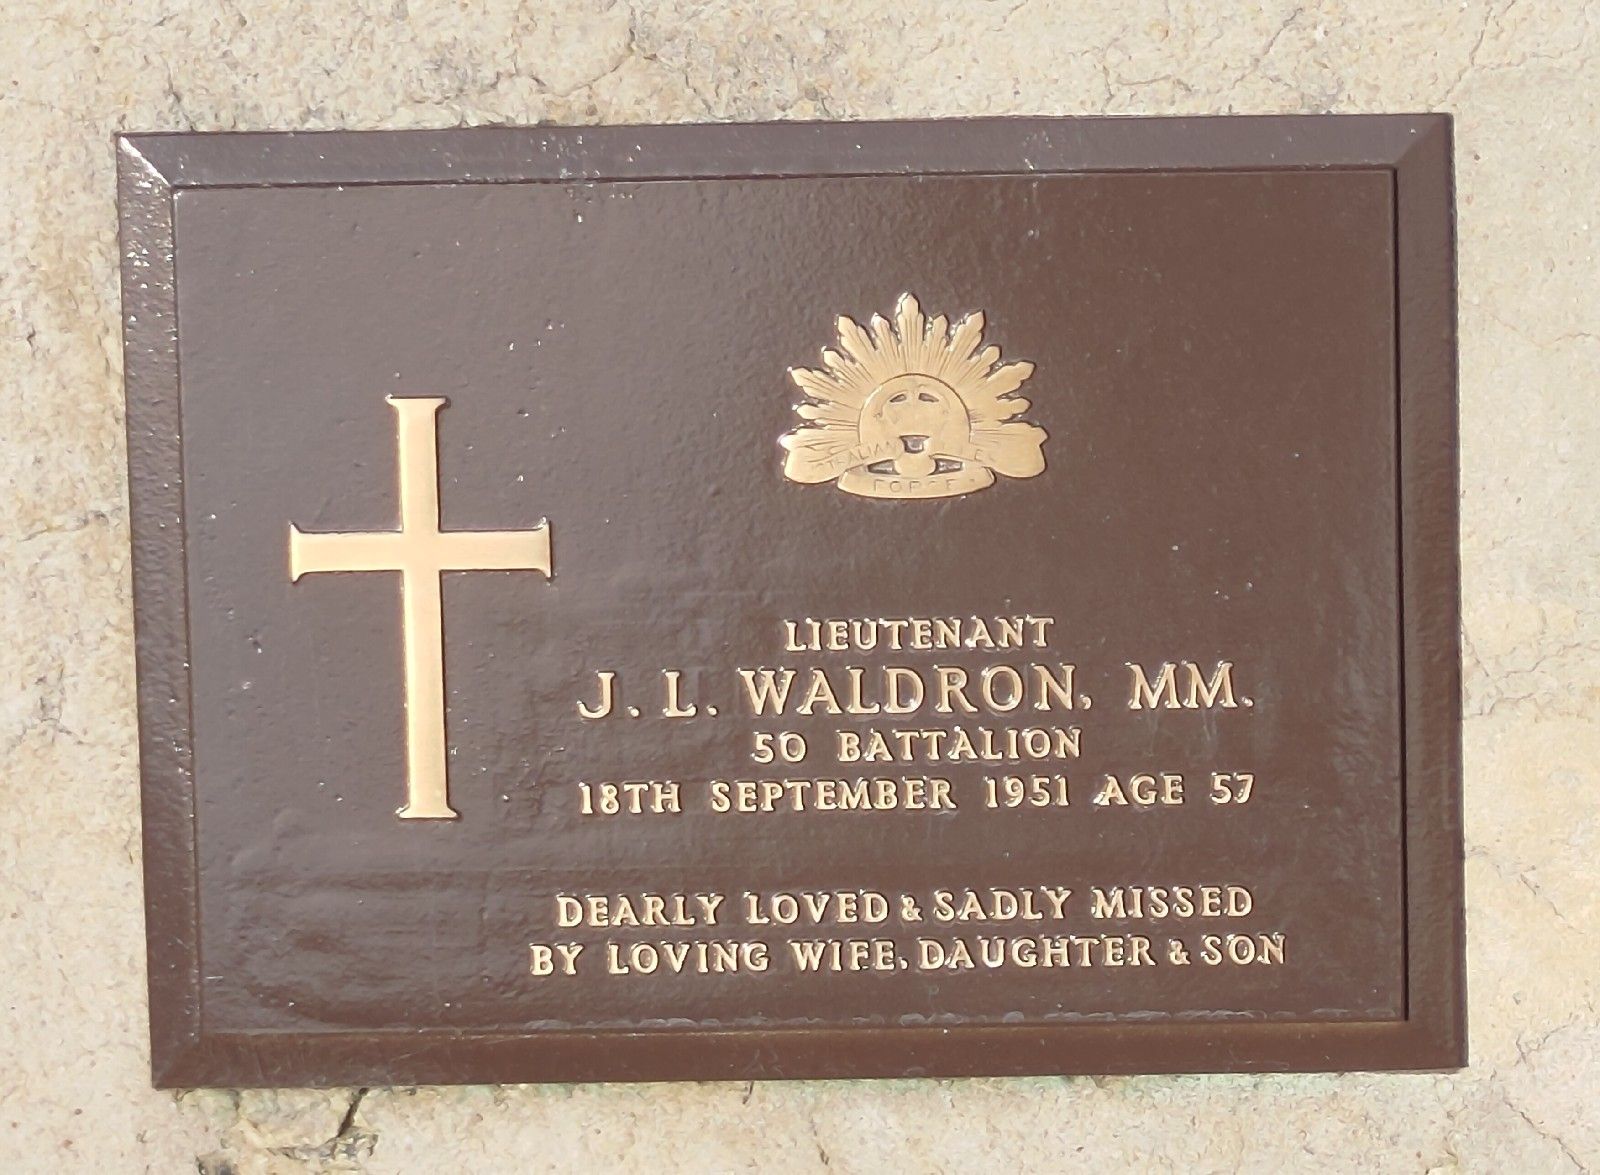 FORCE
LIEUTENANT
J. L. WALDRON, MM.
50 BATTALION
18TH SEPTEMBER 1951 AGE 57
DEARLY LOVED & SADLY MISSED
BY LOVING WIFE, DAUGHTER & SON